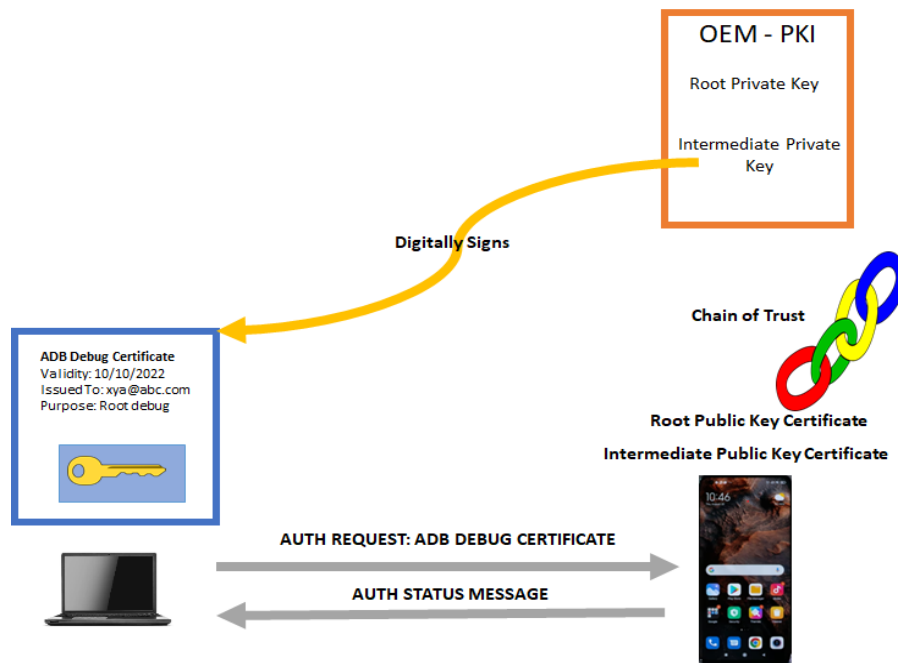 OEM - PKI
Root Private Key
Intermediate Private
Key
Digitally Signs
Chain of Trust
ADB Debug Certificate
Validity: 10/10/2022
IssuedTo: xya@abc.com
Purpose: Root debug
Root Public Key Certificate
Intermediate Public Key Certificate
10:46
AUTH REQUEST: ADB DEBUG CERTIFICATE
AUTH STATUS MESSAGE